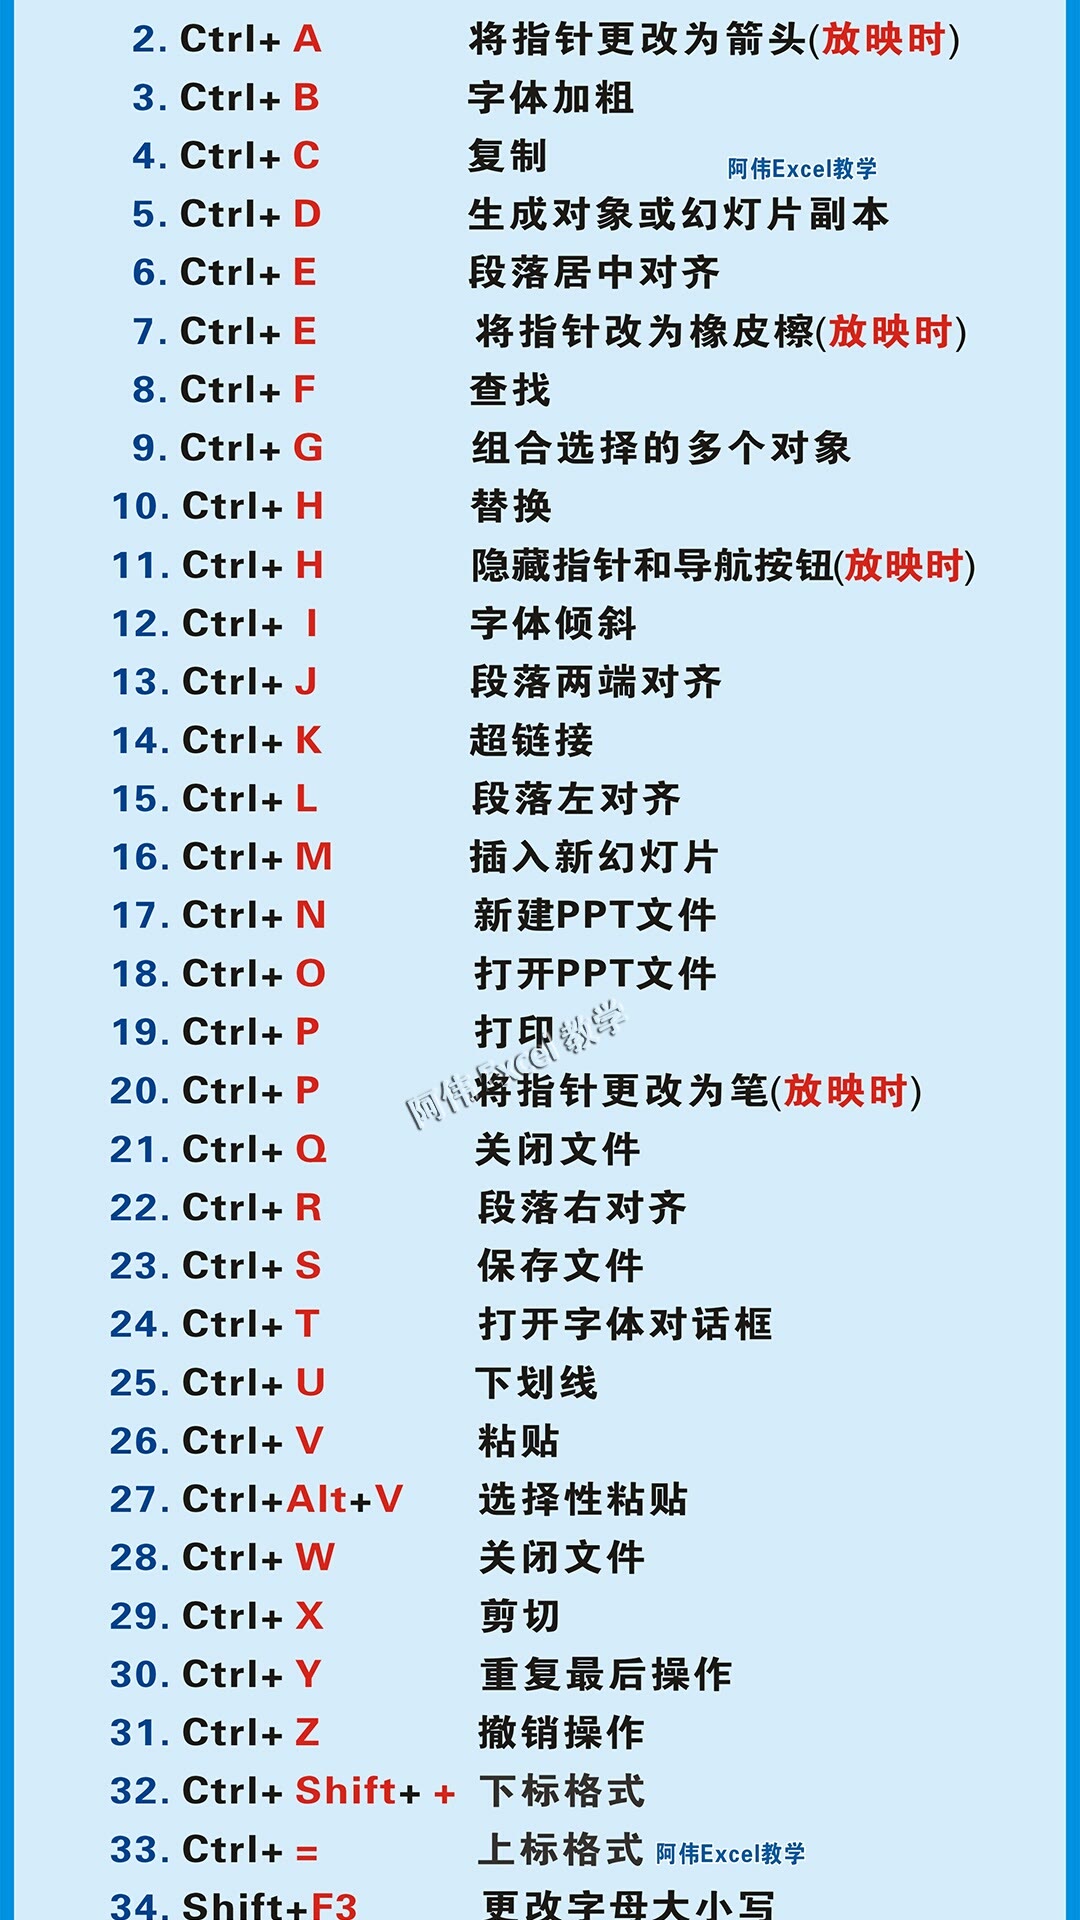 2. Ctrl+ A 将指针更改为箭头(放映时)
3. Ctrl+ B 字体加粗
4. Ctrl+ C 复制
阿伟Excel教学
5. Ctrl+ D 生成对象或幻灯片副本
6. Ctrl+ E 段落居中对齐
7. Ctrl+ E 将指针改为橡皮檫(放映时)
8. Ctrl+ F 查找
9. Ctrl+ G 组合选择的多个对象
10. Ctrl+ H 替换
11. Ctrl+ H 隐藏指针和导航按钮(放映时)
12. Ctrl+ I 字体倾斜
13. Ctrl+ J 段落两端对齐
14. Ctrl+ K 超链接
15. Ctrl+ L 段落左对齐
16. Ctrl+ M 插入新幻灯片
17. Ctrl+ N 新建PPT文件
18. Ctrl+ O 打开PPT文件
19. Ctrl+ P 打印
阿伟Excel教学
20. Ctrl+ P 将指针更改为笔(放映时)
21. Ctrl+ Q 关闭文件
22. Ctrl+ R 段落右对齐
23. Ctrl+ S 保存文件
24. Ctrl+ T 打开字体对话框
25. Ctrl+ U 下划线
26. Ctrl+ V 粘贴
27. Ctrl+Alt+V 选择性粘贴
28. Ctrl+ W 关闭文件
29. Ctrl+ X 剪切
30. Ctrl+ Y 重复最后操作
31. Ctrl+ Z 撤销操作
32. Ctrl+ Shift+ + 下标格式
33. Ctrl+ = 上标格式 阿伟Excel教学
34. Shift+F3 更改字母大小写